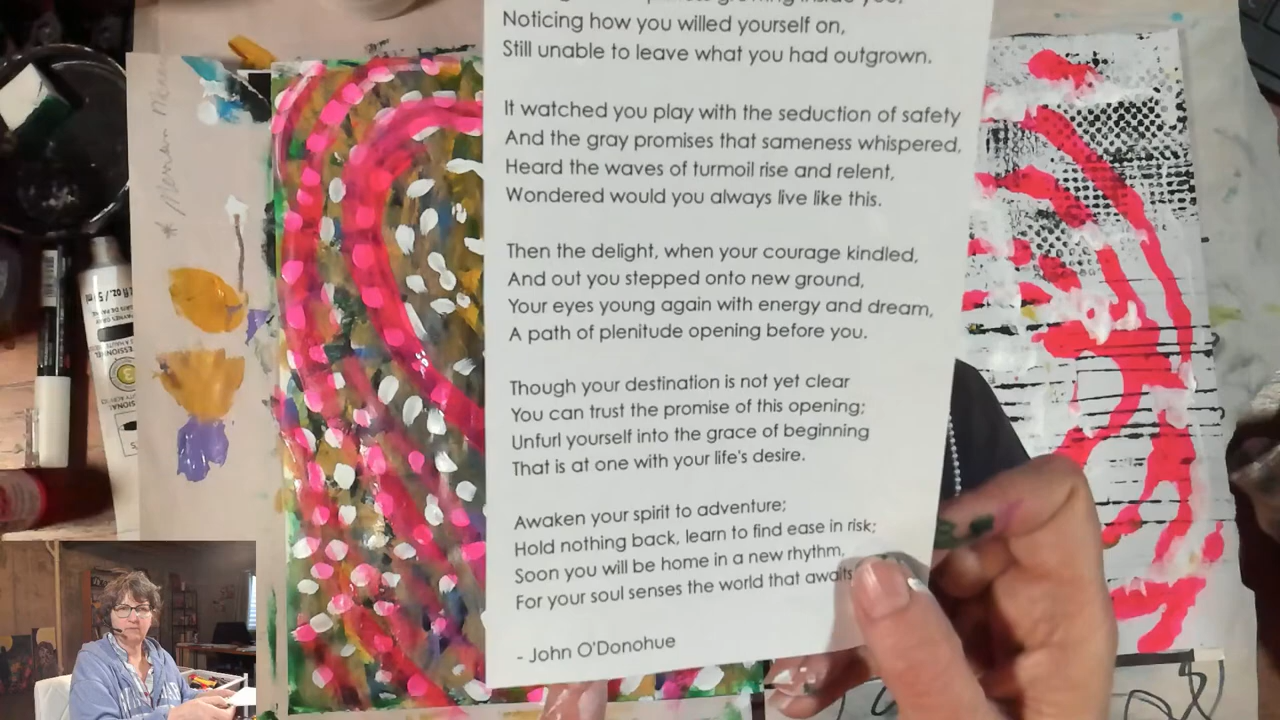 growing inside you,
Noticing how you willed yourself on,
Still unable to leave what you had outgrown.
It watched you play with the seduction of safety
And the gray promises that sameness whispered,
Heard the waves of turmoil rise and relent,
Wondered would you always live like this.
Then the delight, when your courage kindled,
And out you stepped onto new ground,
Your eyes young again with energy and dream,
A path of plenitude opening before you.
Though your destination is not yet clear
You can trust the promise of this opening;
Unfurl yourself into the grace of beginning
That is at one with your life's desire.
Awaken your spirit to adventure;
Hold nothing back, learn to find ease in risk;
Soon you will be home in a new rhythm,
For your soul senses the world that awaits
- John O'Donohue